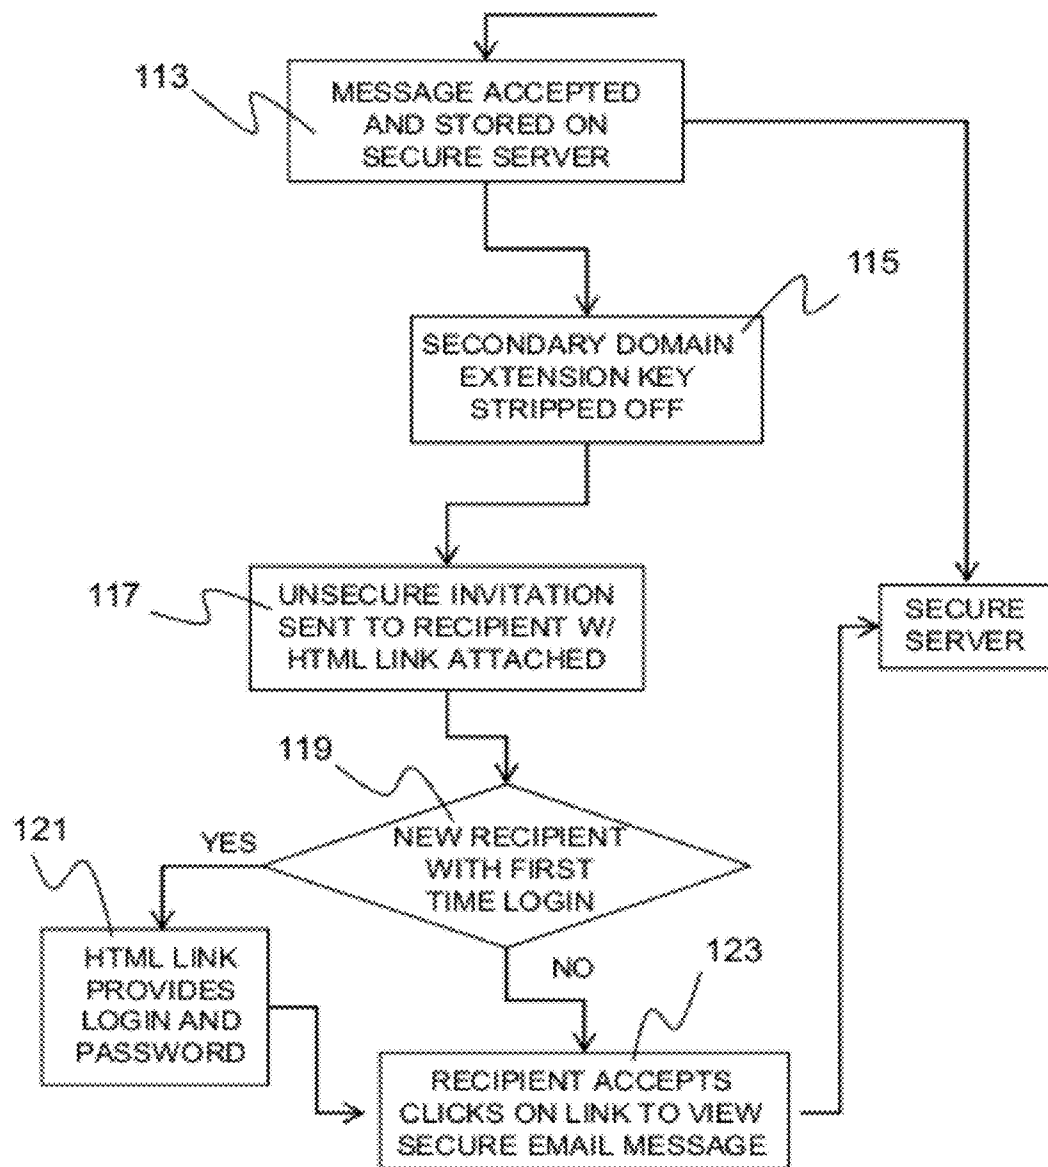 113
MESSAGE ACCEPTED
AND STORED ON
SECURE SERVER
115
SECONDARY DOMAIN
EXTENSION KEY
STRIPPED OFF
117
UNSECURE INVITATION
SENT TO RECIPIENT W/
HTML LINK ATTACHED
SECURE
SERVER
119
NEW RECIPIENT
WITH FIRST
TIME LOGIN
YES
121
HTML LINK
PROVIDES
LOGIN AND
PASSWORD
NO
123
RECIPIENT ACCEPTS
CLICKS ON LINK TO VIEW
SECURE EMAIL MESSAGE